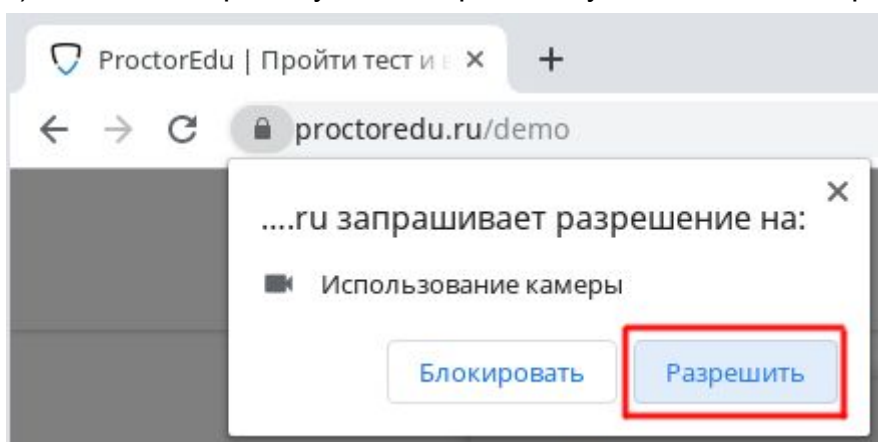 ProctorEdu | Пройти тест и
proctoredu.ru/demo
....ru запрашивает разрешение на:
Использование камеры
Блокировать Разрешить